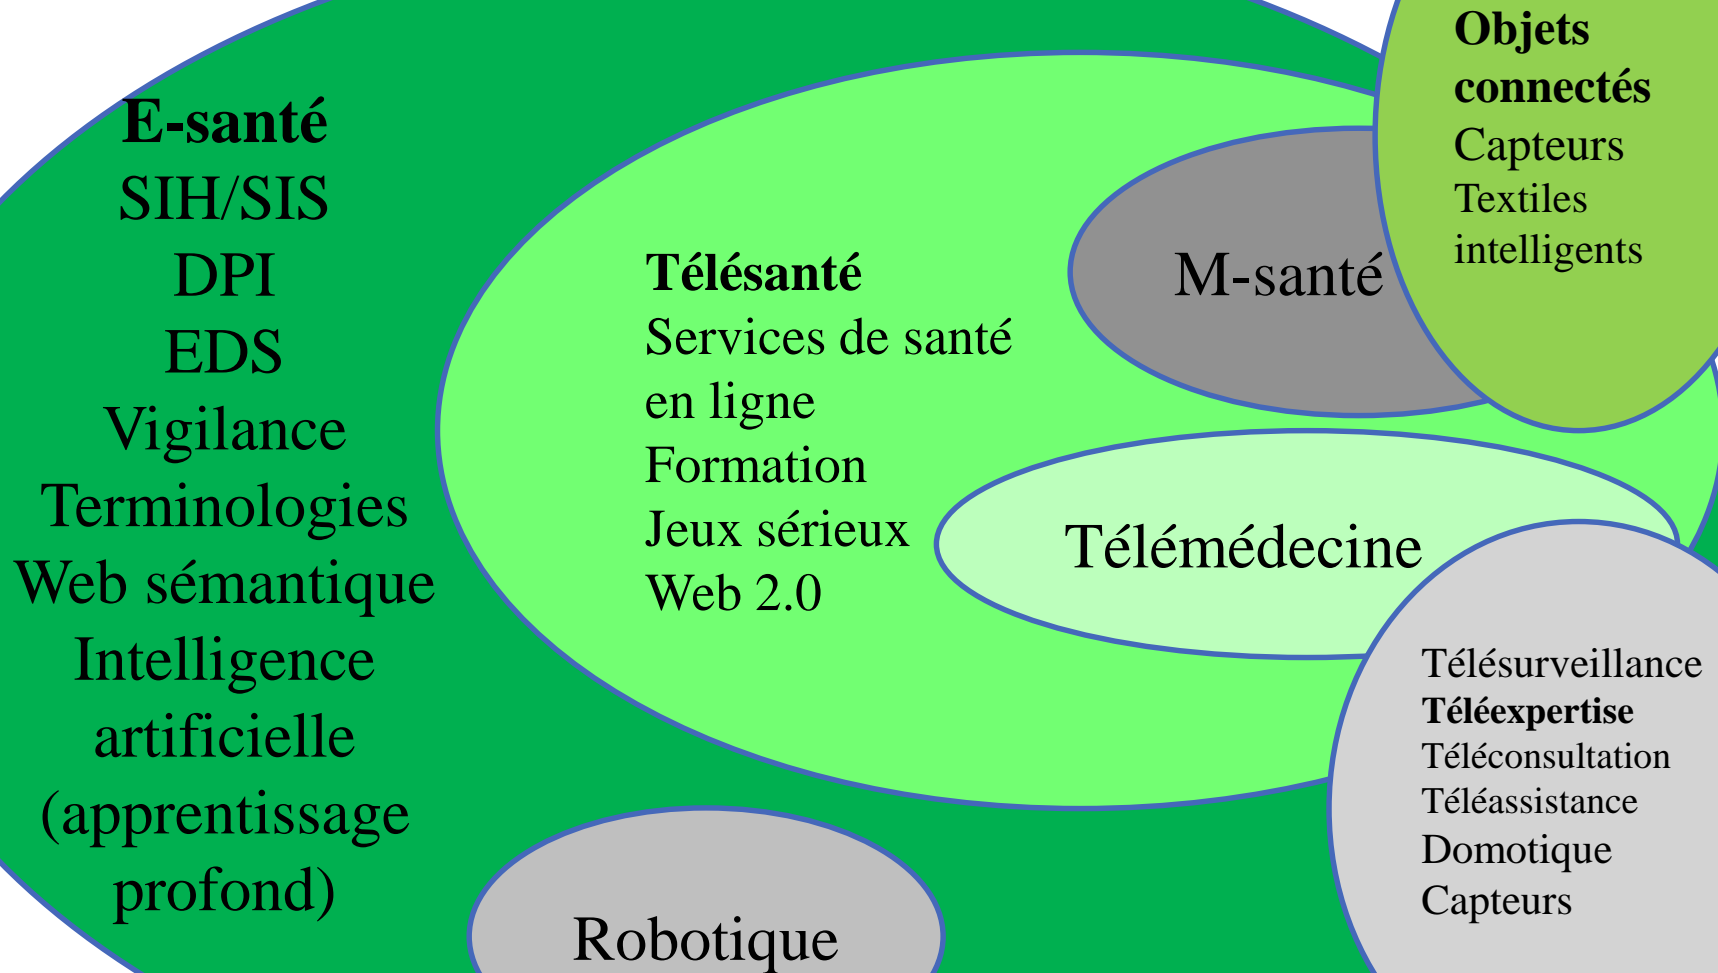 E-santé
SIH/SIS
DPI
EDS
Vigilance
Terminologies
Web sémantique
Intelligence
artificielle
(apprentissage
profond)
Télésanté
Services de santé
en ligne
Formation
Jeux sérieux
Web 2.0
M-santé
Objets
connectés
Capteurs
Textiles
intelligents
Télémédecine
Télésurveillance
Téléexpertise
Téléconsultation
Téléassistance
Domotique
Capteurs
Robotique